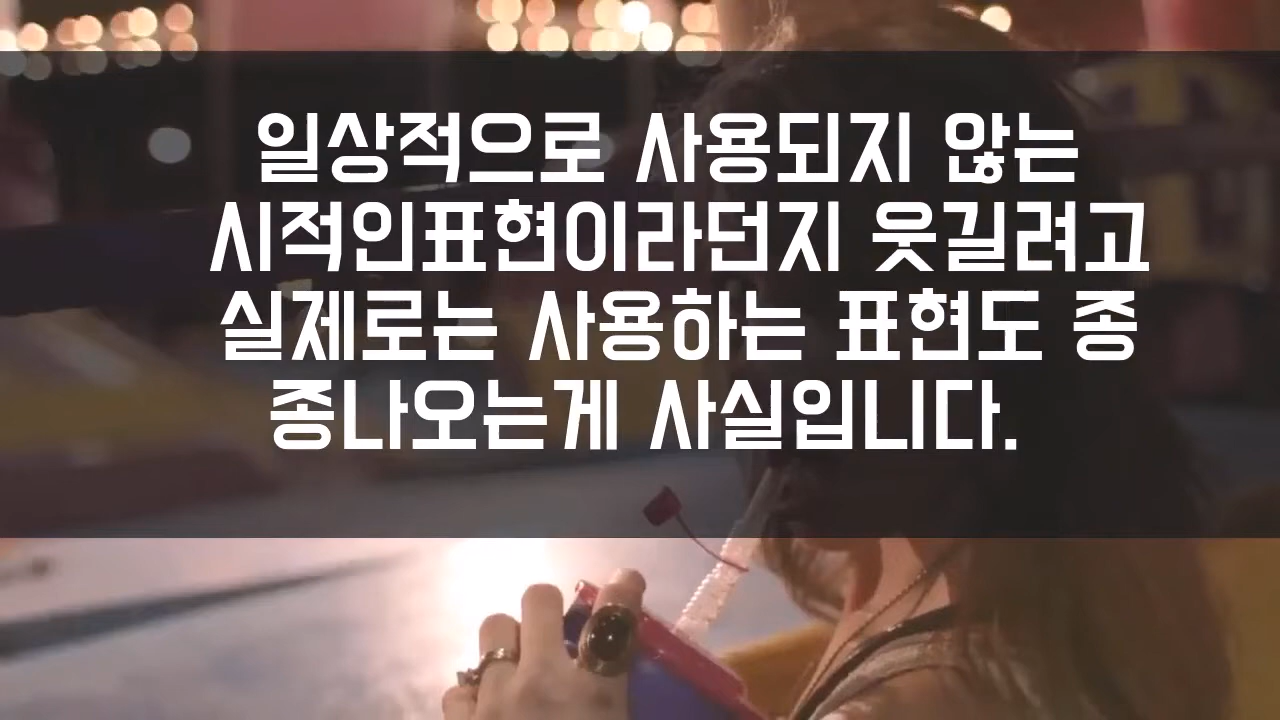 일상적으로 사용되지 않는
시적인표현이라던지 웃길려고
실제로는 사용하는 표현도 종
종나오는게 사실입니다.